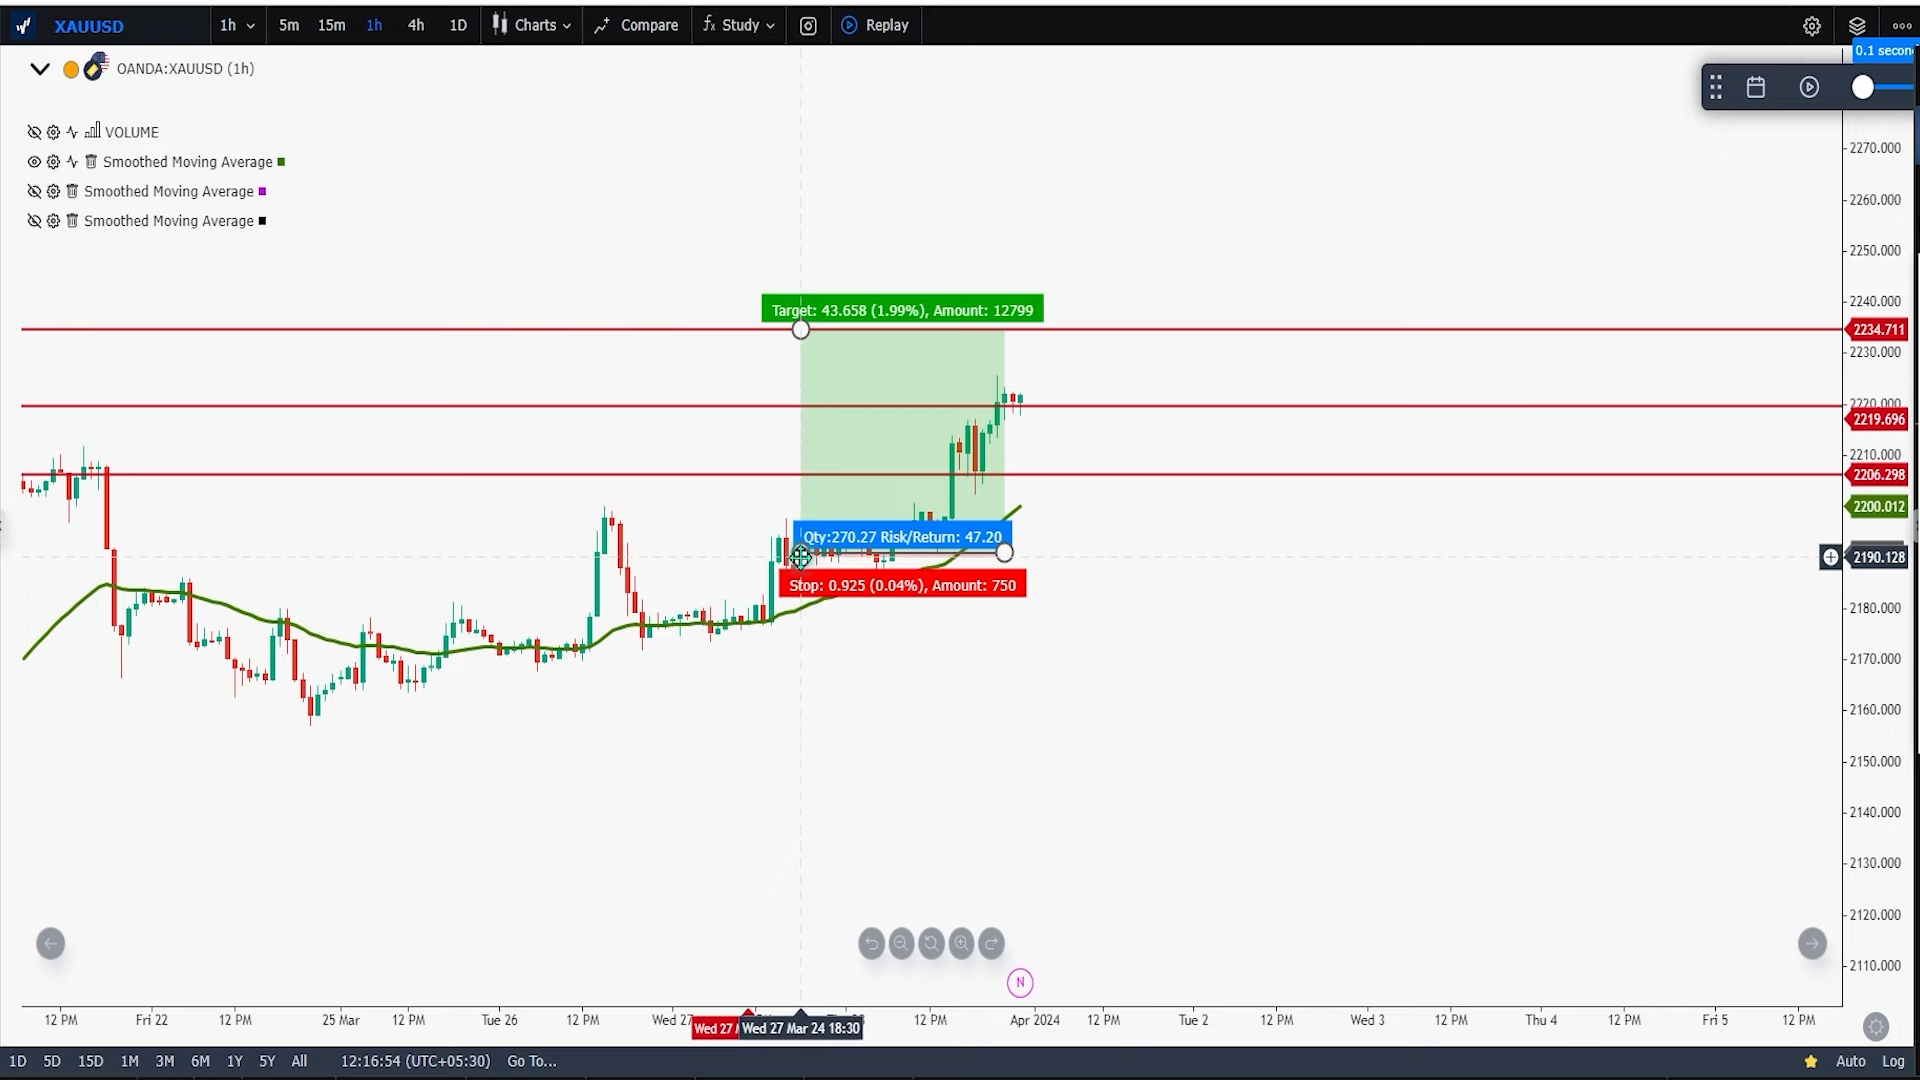 XAUUSD 1h 5m 15m 1h 4h 1D Charts Compare Study Replay
0.1 secon
OANDA:XAUUSD (1h)
VOLUME
Smoothed Moving Average
Smoothed Moving Average
Smoothed Moving Average
Target: 43.658 (1.99%), Amount: 12799
Qty:270.27 Risk/Return: 47.20
Stop: 0.925 (0.04%), Amount: 750
2270.000
2260.000
2250.000
2240.000
2234.711
2230.000
2220.000
2219.696
2210.000
2206.298
2200.012
2190.128
2180.000
2170.000
2160.000
2150.000
2140.000
2130.000
2120.000
2110.000
N
12 PM Fri 22 12 PM 25 Mar 12 PM Tue 26 12 PM Wed 27 12 PM Apr 2024 12 PM Tue 2 12 PM Wed 3 12 PM Thu 4 12 PM Fri 5 12 PM
Wed 27 Wed 27 Mar 24 18:30
1D 5D 15D 1M 3M 6M 1Y 5Y All 12:16:54 (UTC+05:30) Go To... Auto Log